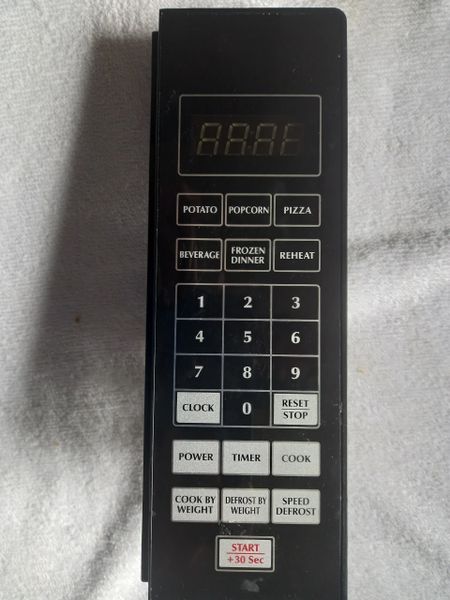 POTATO POPCORN PIZZA
BEVERAGE FROZEN DINNER REHEAT
1 2 3
4 5 6
7 8 9
CLOCK 0 RESET STOP
POWER TIMER COOK
COOK BY WEIGHT DEFROST BY WEIGHT SPEED DEFROST
START
+30 Sec